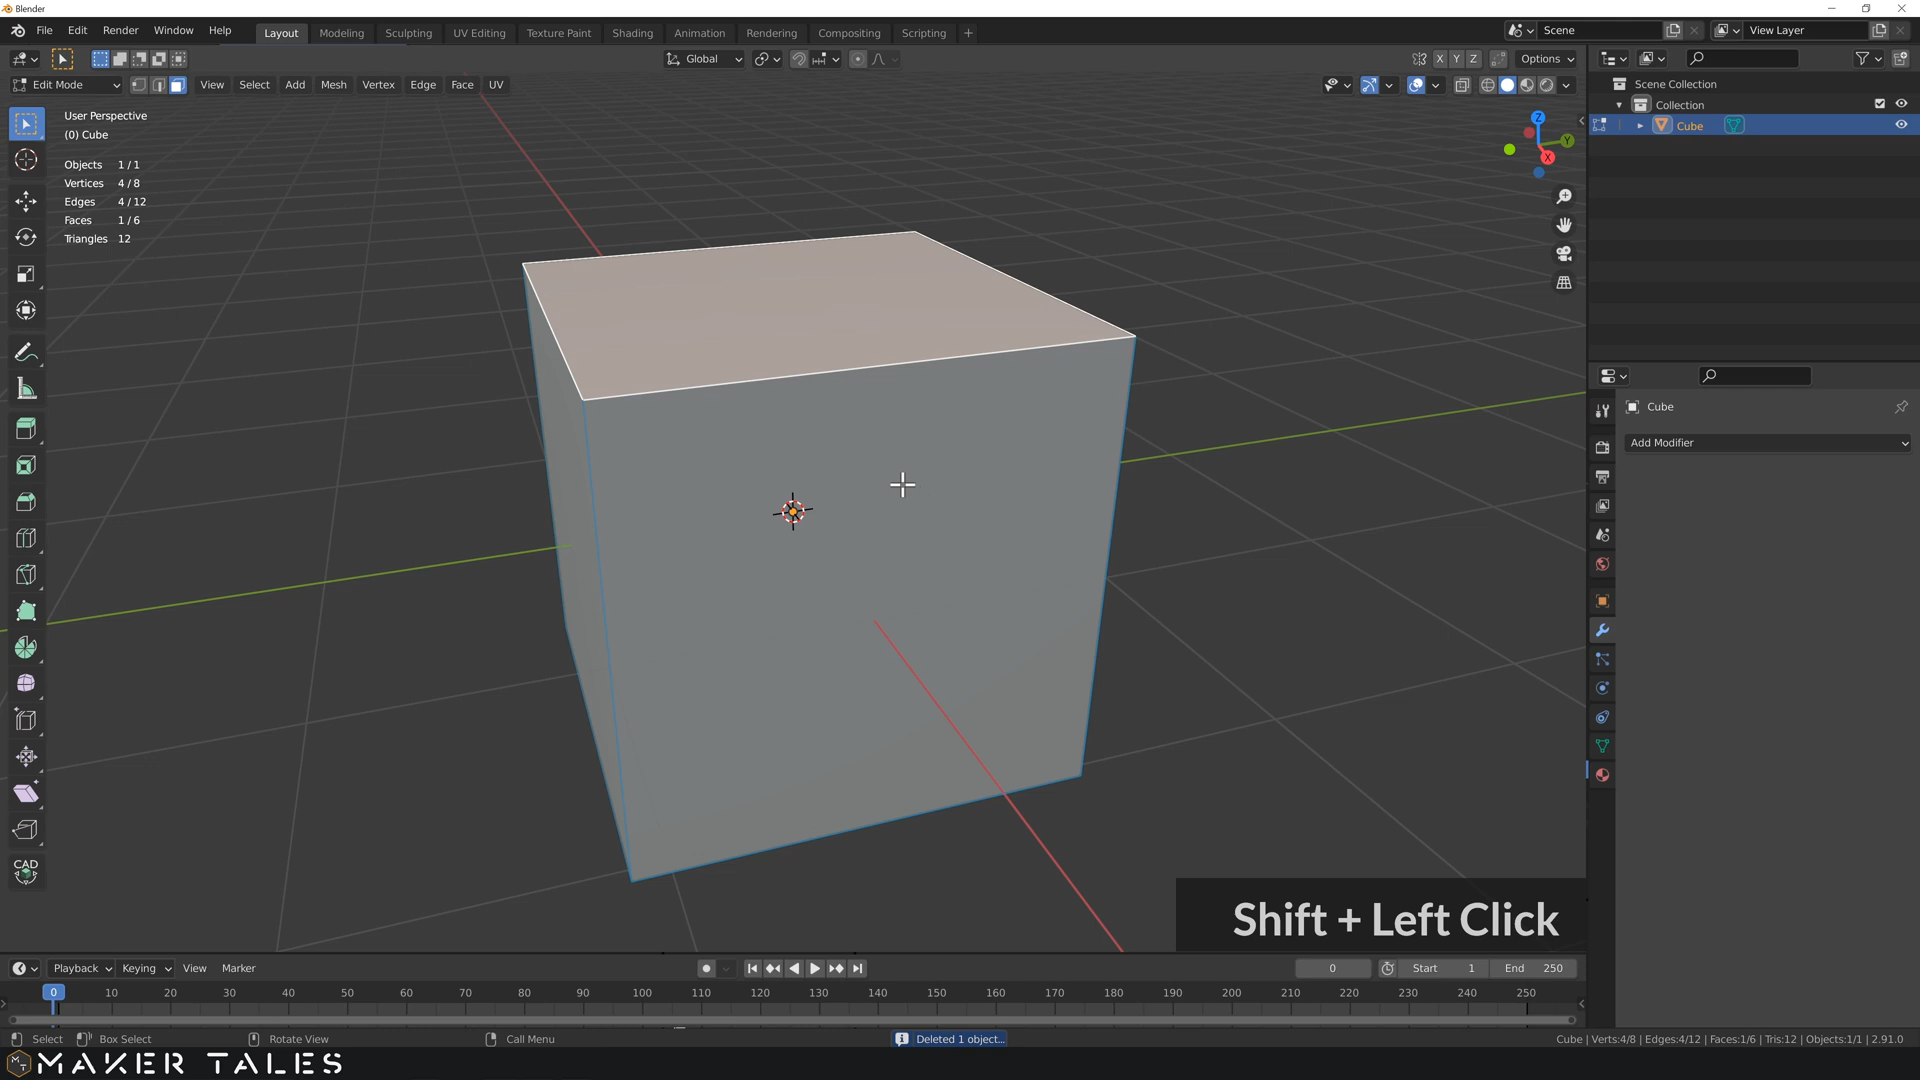 Blender
File Edit Render Window Help
Layout Modeling Sculpting UV Editing Texture Paint Shading Animation Rendering Compositing Scripting +
Scene
View Layer
Global
X Y Z
Options
Edit Mode
View Select Add Mesh Vertex Edge Face UV
User Perspective
(0) Cube
Objects 1 / 1
Vertices 4 / 8
Edges 4 / 12
Faces 1 / 6
Triangles 12
Z
Y
X
Scene Collection
Collection
Cube
Cube
Add Modifier
CAD
Shift + Left Click
Playback Keying View Marker
0
Start 1
End 250
0 10 20 30 40 50 60 70 80 90 100 110 120 130 140 150 160 170 180 190 200 210 220 230 240 250
Select Box Select Rotate View Call Menu
Deleted 1 object...
Cube | Verts:4/8 | Edges:4/12 | Faces:1/6 | Tris:12 | Objects:1/1 | 2.91.0
MAKER TALES